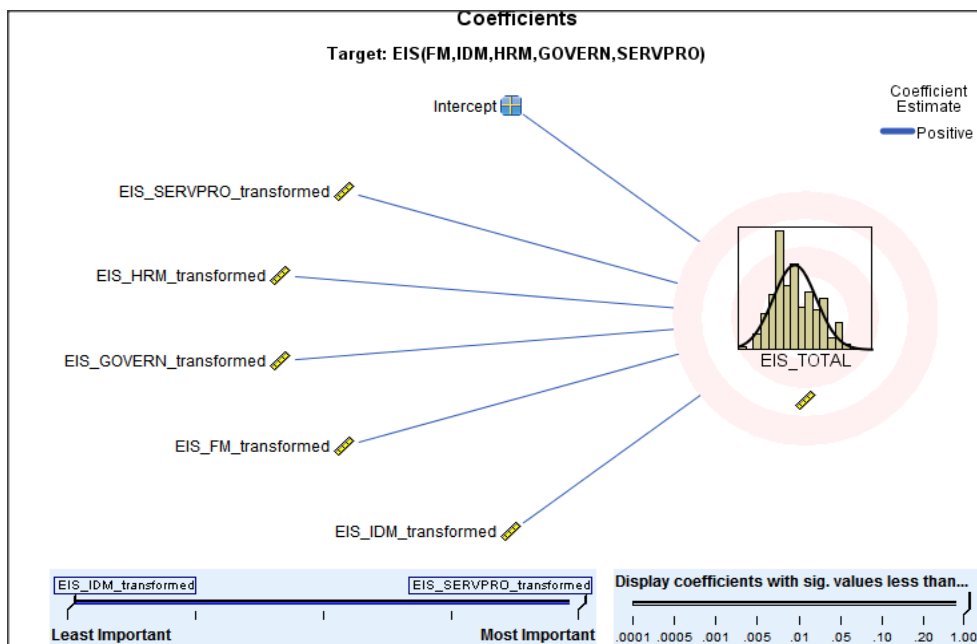 Coefficients
Target: EIS(FM,IDM,HRM,GOVERN,SERVPRO)
Intercept
Coefficient
Estimate
Positive
EIS_SERVPRO_transformed
EIS_HRM_transformed
EIS_GOVERN_transformed
EIS_TOTAL
EIS_FM_transformed
EIS_IDM_transformed
EIS_IDM_transformed EIS_SERVPRO_transformed
Least Important Most Important
Display coefficients with sig. values less than...
.0001 .0005 .001 .005 .01 .05 .10 .20 1.00